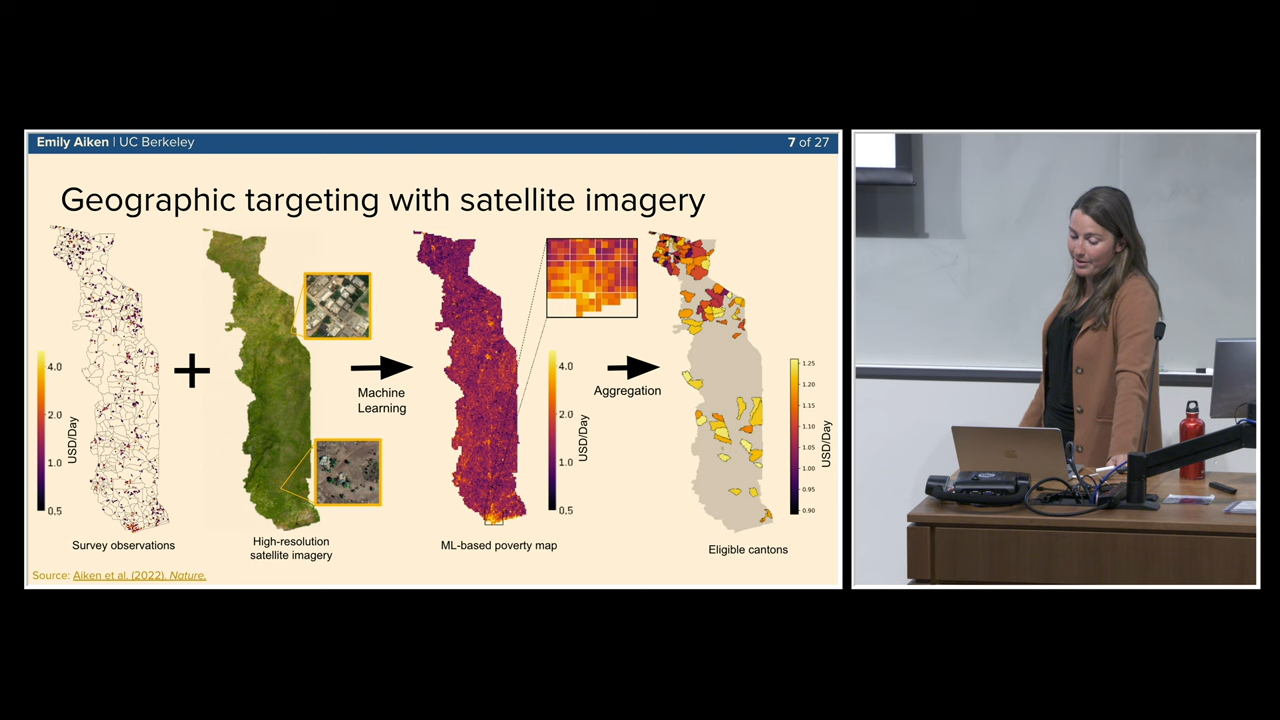 Emily Aiken | UC Berkeley
7 of 27
Geographic targeting with satellite imagery
4.0
2.0
1.0
0.5
USD/Day
Survey observations
High-resolution
satellite imagery
Machine
Learning
4.0
2.0
1.0
0.5
USD/Day
ML-based poverty map
Aggregation
1.25
1.20
1.15
1.10
1.05
1.00
0.95
0.90
USD/Day
Eligible cantons
Source: Aiken et al. (2022). Nature.